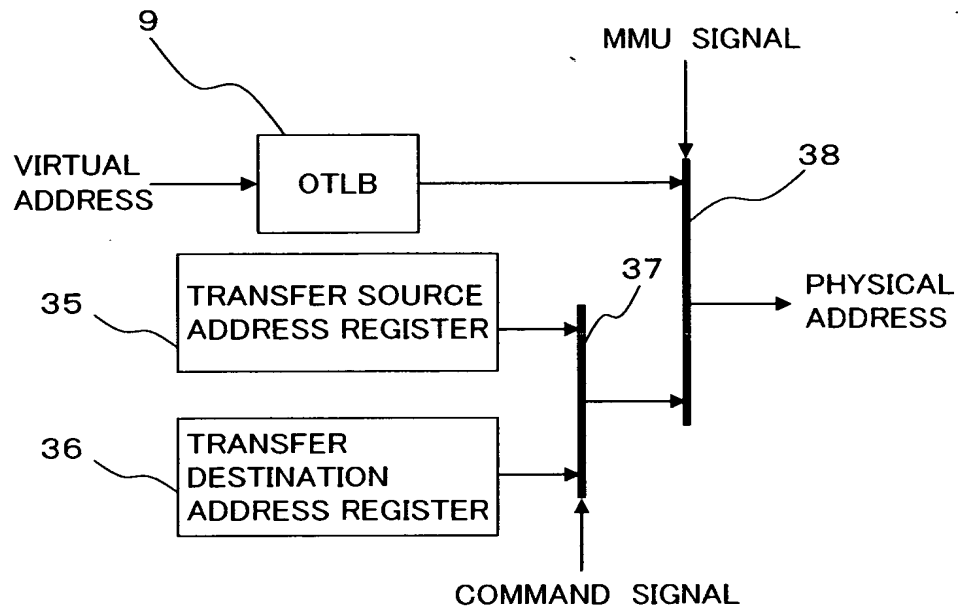 9
MMU SIGNAL
VIRTUAL
ADDRESS
OTLB
38
35
TRANSFER SOURCE
ADDRESS REGISTER
37
PHYSICAL
ADDRESS
36
TRANSFER
DESTINATION
ADDRESS REGISTER
COMMAND SIGNAL